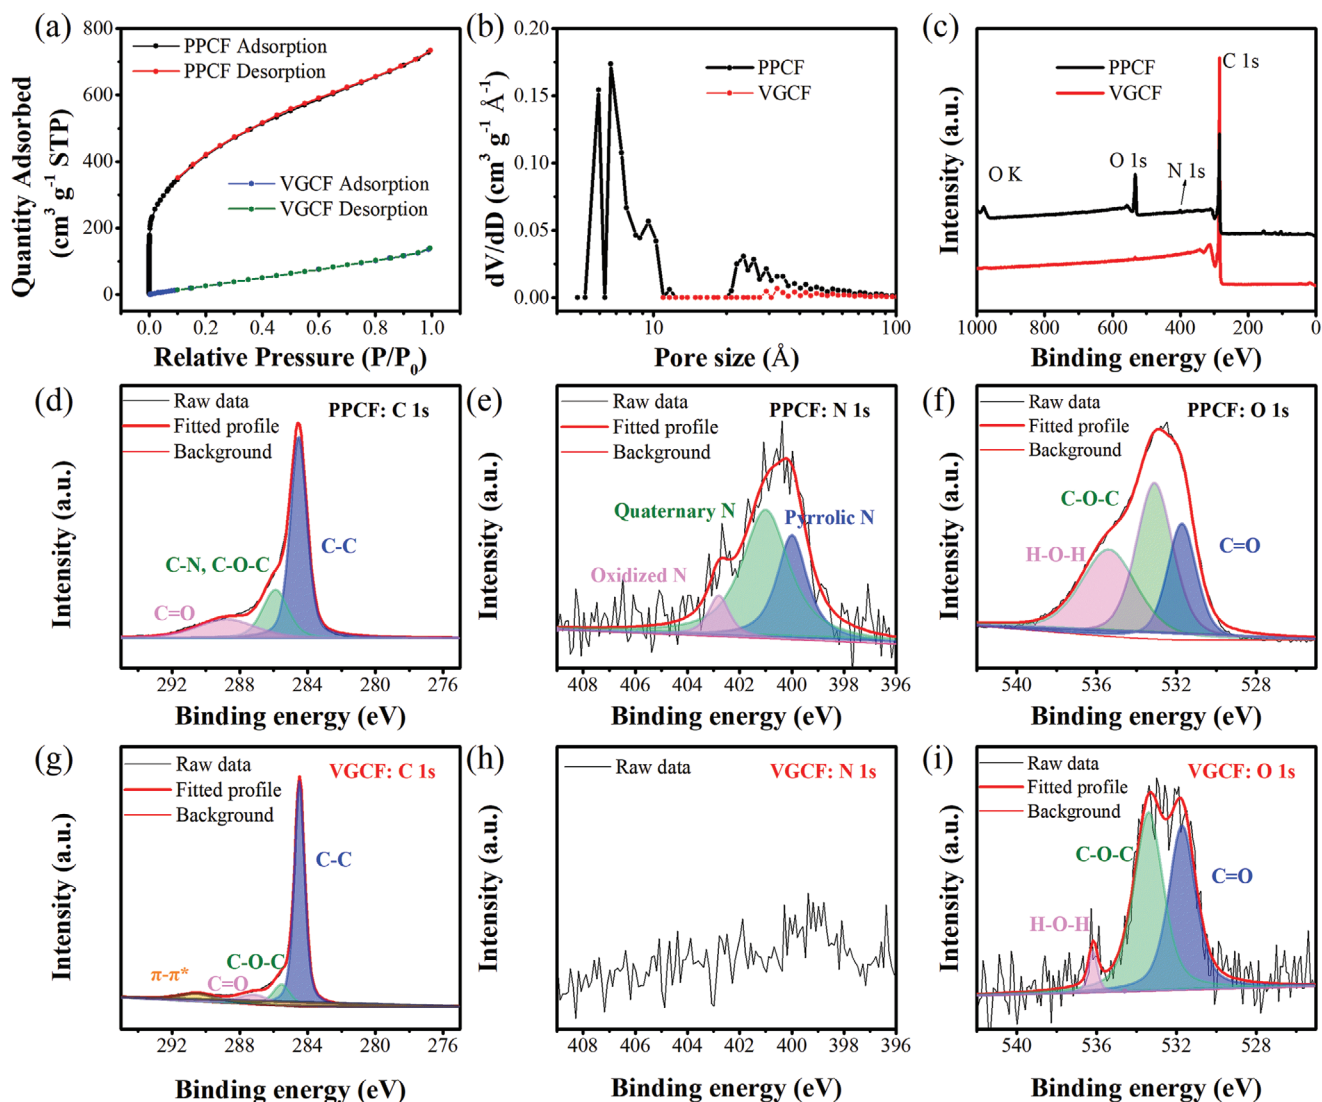 (a)
PPCF Adsorption
PPCF Desorption
VGCF Adsorption
VGCF Desorption
800
600
400
200
0
0.0 0.2 0.4 0.6 0.8 1.0
Quantity Adsorbed
(cm³ g⁻¹ STP)
Relative Pressure (P/P₀)
(b)
PPCF
VGCF
0.20
0.15
0.10
0.05
0.00
10 100
dV/dD (cm³ g⁻¹ Å⁻¹)
Pore size (Å)
(c)
PPCF
VGCF
C 1s
O 1s
N 1s
O K
1000 800 600 400 200 0
Intensity (a.u.)
Binding energy (eV)
(d)
Raw data
Fitted profile
Background
PPCF: C 1s
C-C
C-N, C-O-C
C=O
292 288 284 280 276
Intensity (a.u.)
Binding energy (eV)
(e)
Raw data
Fitted profile
Background
PPCF: N 1s
Quaternary N
Pyrrolic N
Oxidized N
408 406 404 402 400 398 396
Intensity (a.u.)
Binding energy (eV)
(f)
Raw data
Fitted profile
Background
PPCF: O 1s
C-O-C
H-O-H
C=O
540 536 532 528
Intensity (a.u.)
Binding energy (eV)
(g)
Raw data
Fitted profile
Background
VGCF: C 1s
C-C
C-O-C
C=O
π-π*
292 288 284 280 276
Intensity (a.u.)
Binding energy (eV)
(h)
Raw data
VGCF: N 1s
408 406 404 402 400 398 396
Intensity (a.u.)
Binding energy (eV)
(i)
Raw data
Fitted profile
Background
VGCF: O 1s
C-O-C
C=O
H-O-H
540 536 532 528
Intensity (a.u.)
Binding energy (eV)